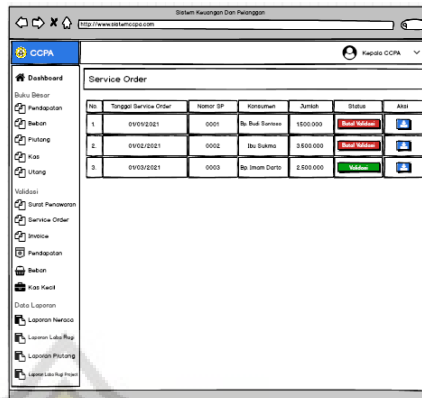 Sistem Keuangan Dan Pelanggan
http://www.sistemccpa.com
CCPA
Kepala CCPA
Dashboard
Buku Besar
Pendapatan
Beban
Piutang
Kas
Utang
Validasi
Surat Penawaran
Service Order
Invoice
Pendapatan
Beban
Kas Kecil
Data Laporan
Laporan Neraca
Laporan Laba Rugi
Laporan Piutang
Laporan Laba Rugi Project
Service Order
No Tanggal Service Order Nomor SP Konsumen Jumlah Status Aksi
1. 01/01/2021 0001 Bp. Budi Santoso 1.500.000 Batal Validasi
2. 01/02/2021 0002 Ibu Sukma 3.500.000 Batal Validasi
3. 01/03/2021 0003 Bp. Imam Darto 2.500.000 Validasi